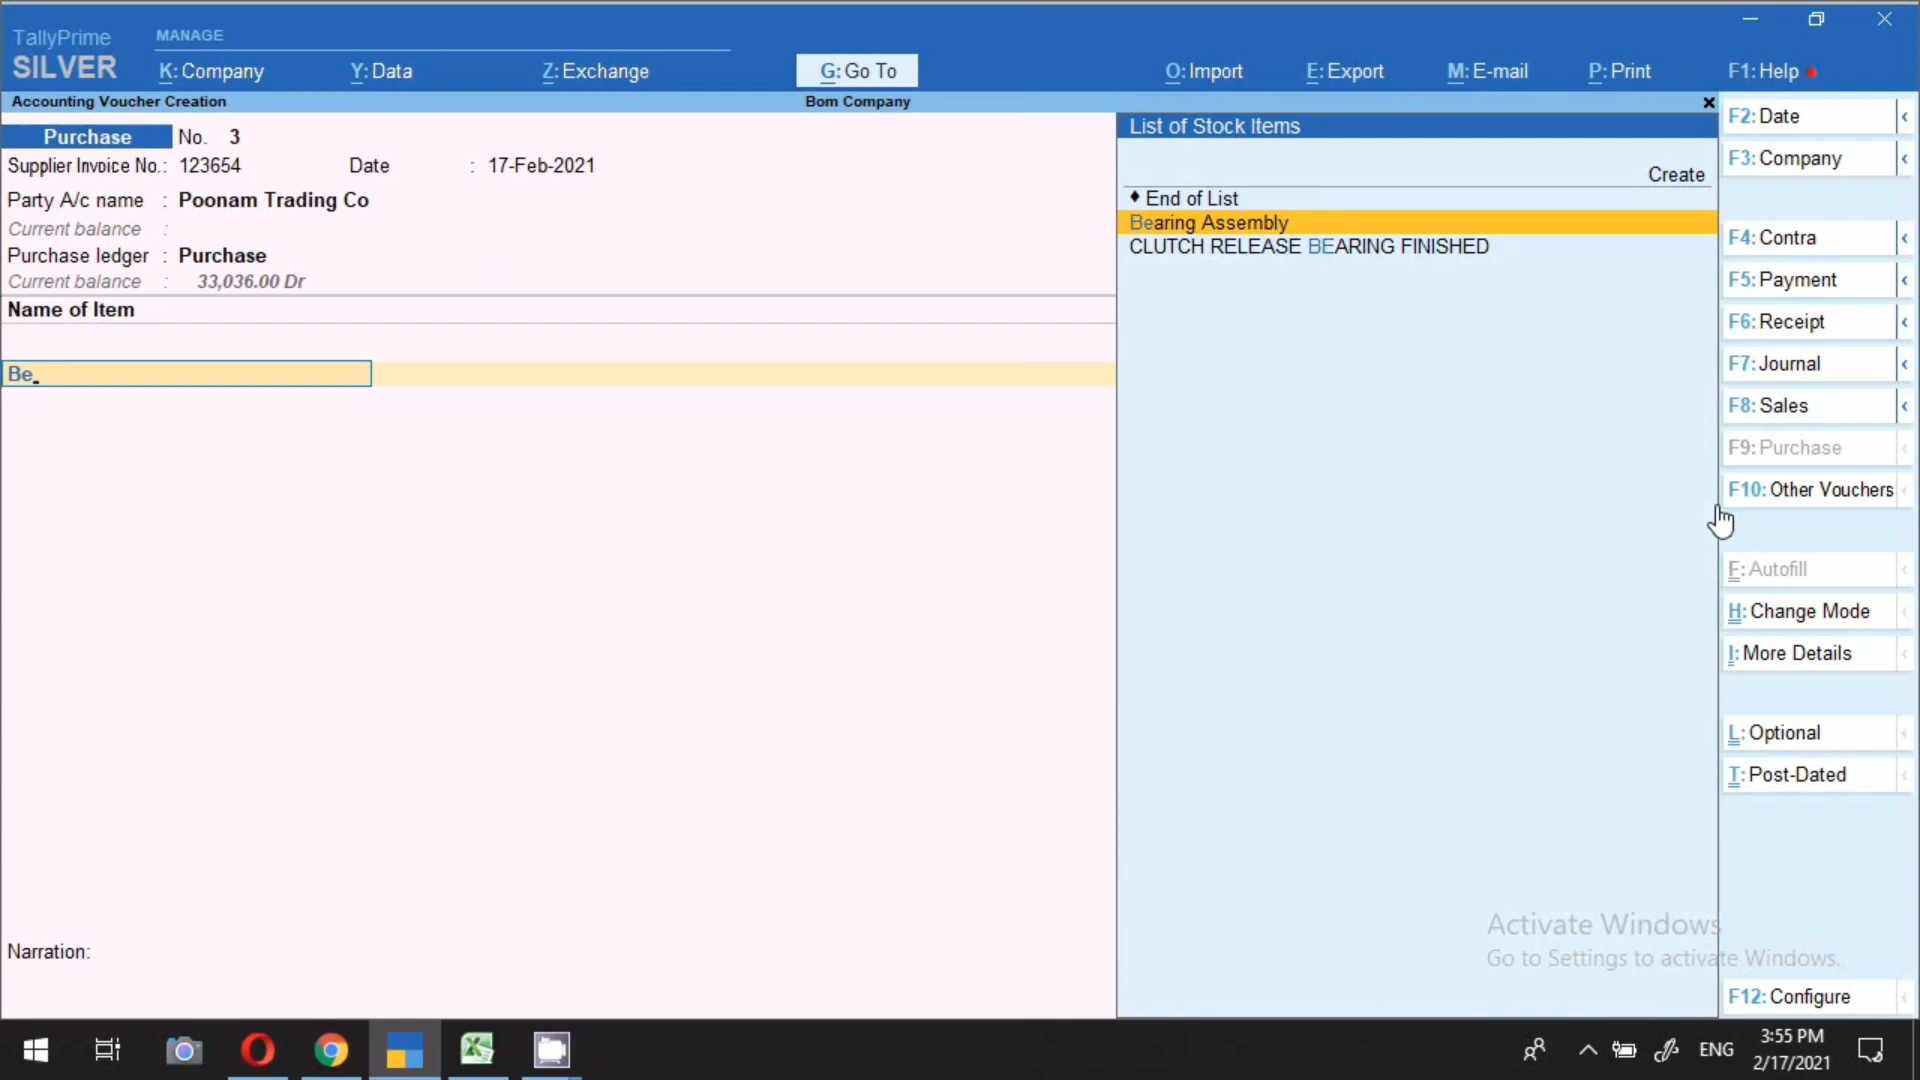 TallyPrime
SILVER
MANAGE
K: Company
Y: Data
Z: Exchange
G: Go To
O: Import
E: Export
M: E-mail
P: Print
F1: Help
Accounting Voucher Creation
Bom Company
Purchase No. 3
Supplier Invoice No.: 123654 Date : 17-Feb-2021
Party A/c name : Poonam Trading Co
Current balance :
Purchase ledger : Purchase
Current balance : 33,036.00 Dr
Name of Item
Be
Narration:
List of Stock Items
Create
♦ End of List
Bearing Assembly
CLUTCH RELEASE BEARING FINISHED
F2: Date
F3: Company
F4: Contra
F5: Payment
F6: Receipt
F7: Journal
F8: Sales
F9: Purchase
F10: Other Vouchers
F: Autofill
H: Change Mode
I: More Details
L: Optional
T: Post-Dated
Activate Windows
Go to Settings to activate Windows.
F12: Configure
ENG
3:55 PM
2/17/2021